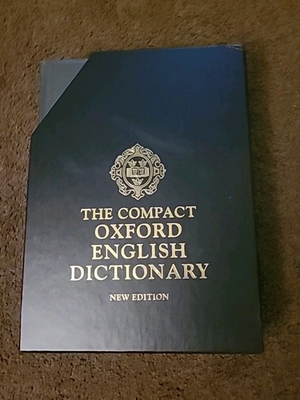 THE COMPACT
OXFORD
ENGLISH
DICTIONARY
NEW EDITION